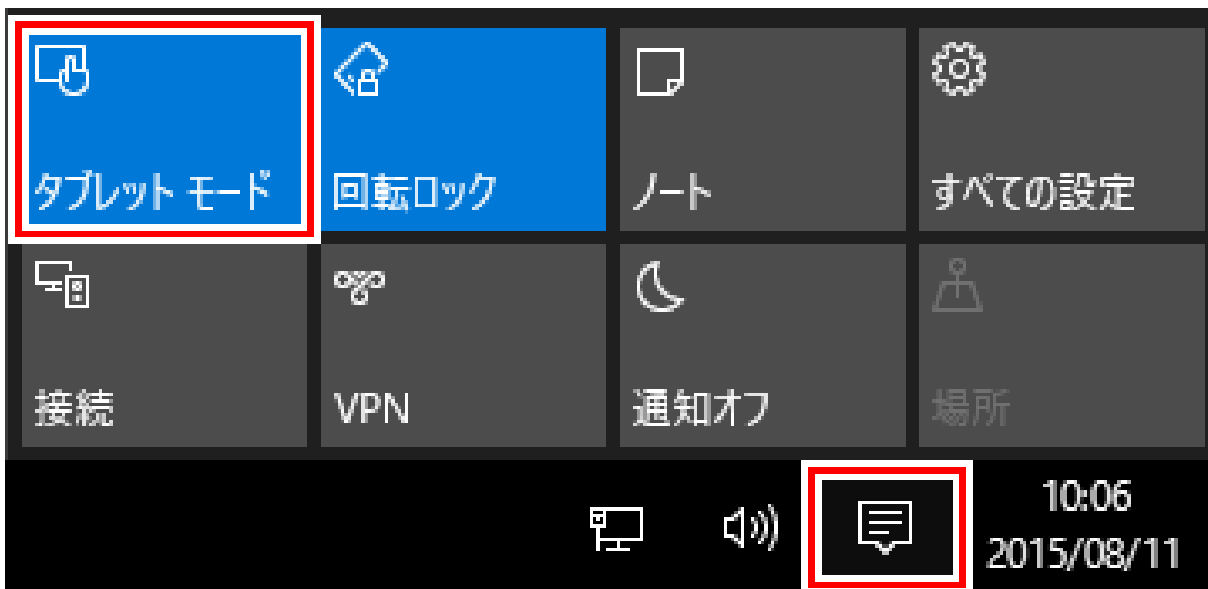 タブレット モード
回転ロック
ノート
すべての設定
接続
VPN
通知オフ
場所
10:06
2015/08/11